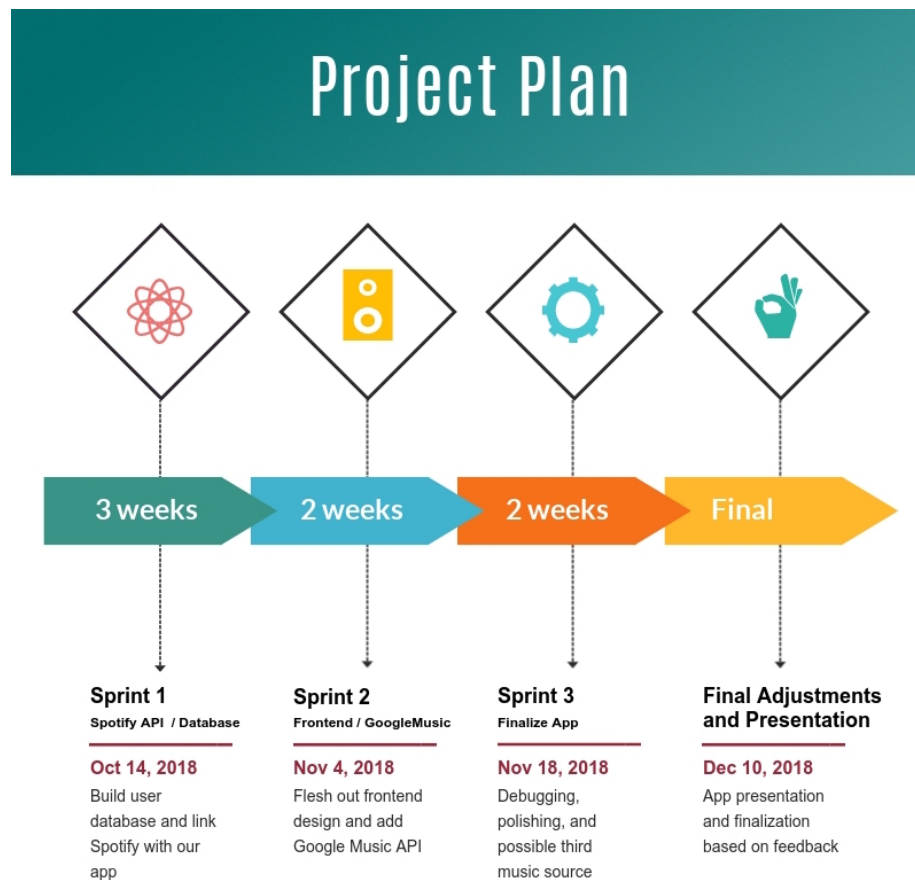 Project Plan
3 weeks
2 weeks
2 weeks
Final
Sprint 1
Spotify API / Database
Oct 14, 2018
Build user
database and link
Spotify with our
app
Sprint 2
Frontend / GoogleMusic
Nov 4, 2018
Flesh out frontend
design and add
Google Music API
Sprint 3
Finalize App
Nov 18, 2018
Debugging,
polishing, and
possible third
music source
Final Adjustments
and Presentation
Dec 10, 2018
App presentation
and finalization
based on feedback